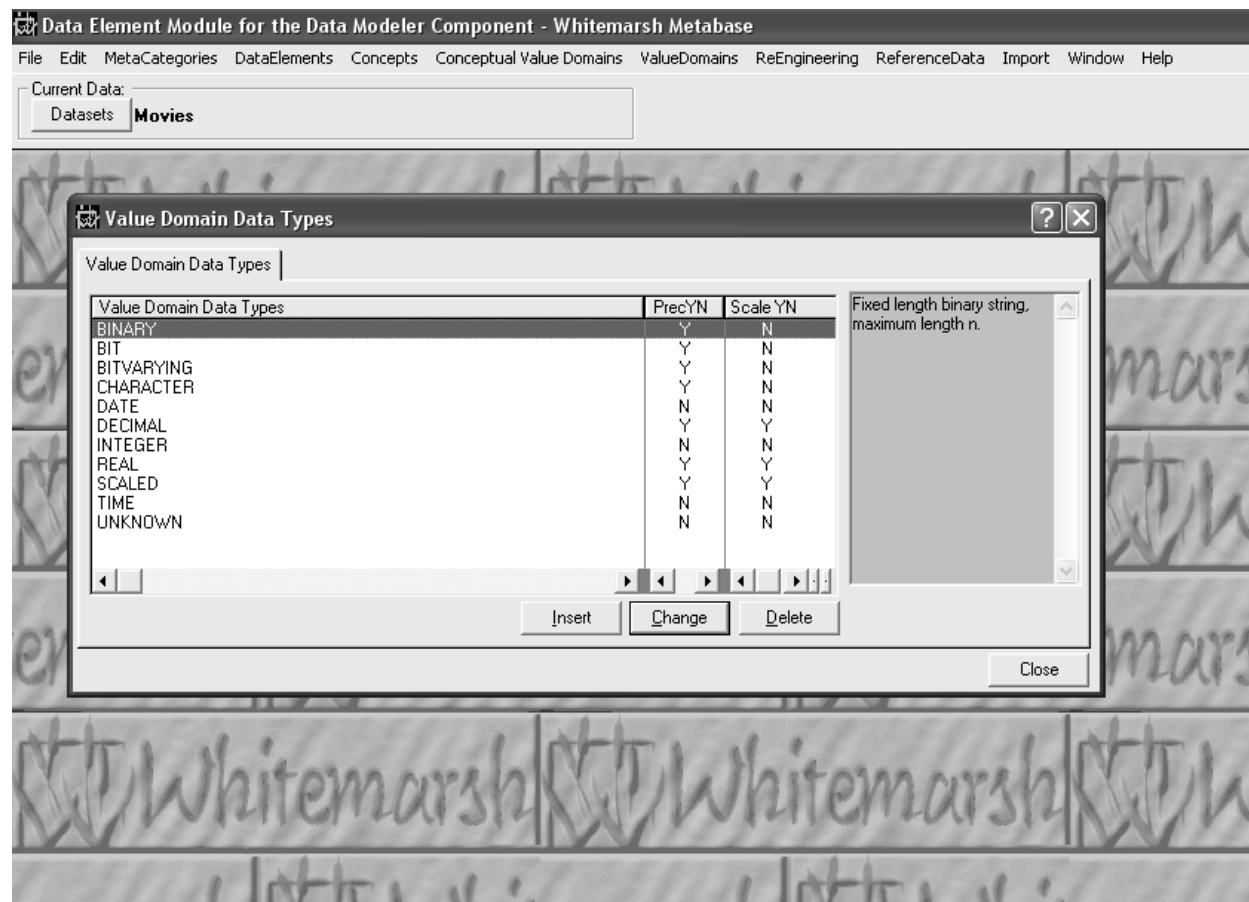 Data Element Module for the Data Modeler Component - Whitemarsh Metabase
File Edit MetaCategories DataElements Concepts Conceptual Value Domains ValueDomains ReEngineering ReferenceData Import Window Help
Current Data:
Datasets Movies
Value Domain Data Types
Value Domain Data Types
Value Domain Data Types PrecYN Scale YN
BINARY Y N
BIT Y N
BITVARYING Y N
CHARACTER Y N
DATE N N
DECIMAL Y Y
INTEGER N N
REAL Y Y
SCALED Y Y
TIME N N
UNKNOWN N N
Fixed length binary string,
maximum length n.
Insert Change Delete
Close
Whitemarsh Whitemarsh